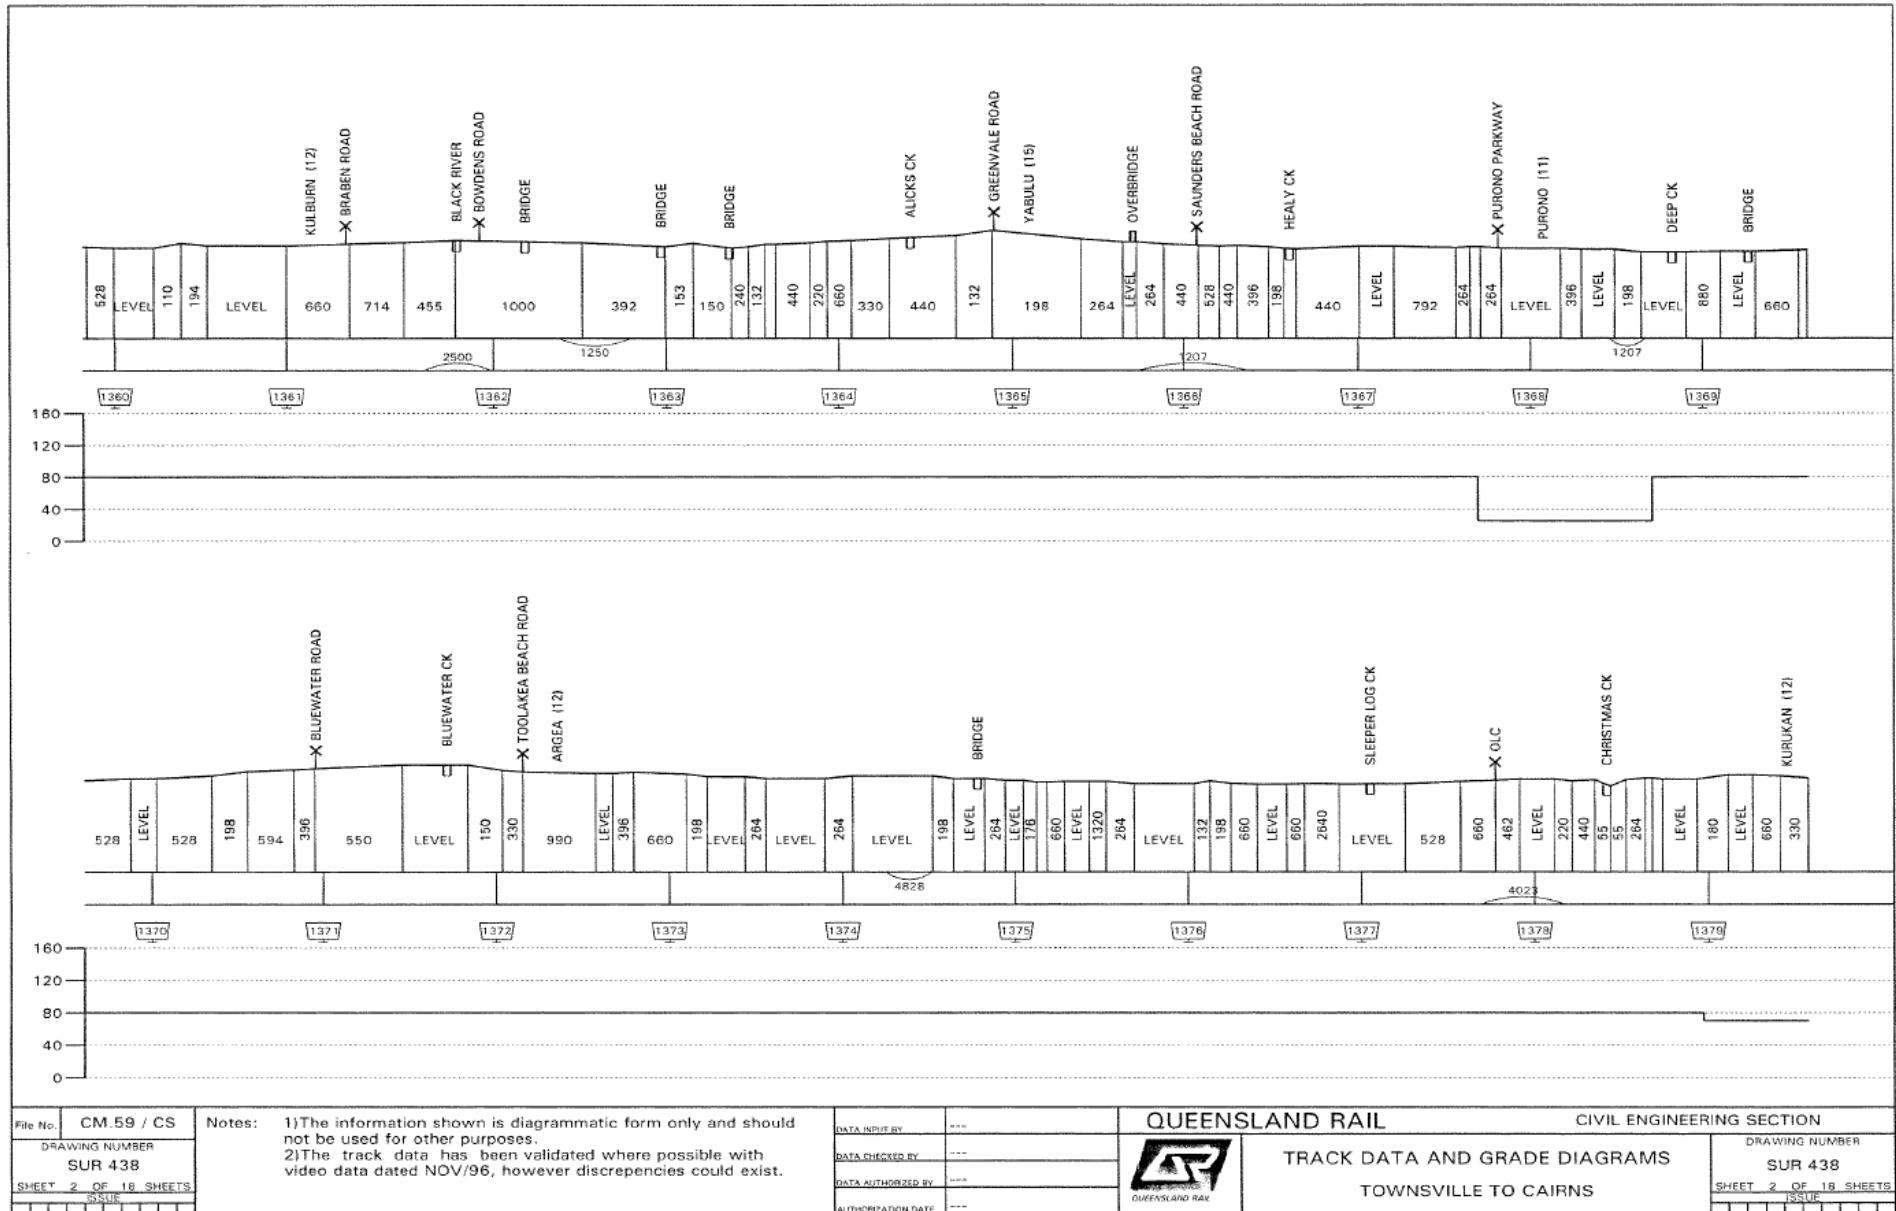 KULBURN (12)
BRABEN ROAD
BLACK RIVER
BOWDENS ROAD
BRIDGE
BRIDGE
BRIDGE
ALICKS CK
GREENVALE ROAD
YABULU (15)
OVERBRIDGE
SAUNDERS BEACH ROAD
HEALY CK
PURONO PARKWAY
PURONO (11)
DEEP CK
BRIDGE
528 LEVEL 110 194 LEVEL 660 714 455 1000 392 153 150 240 132 440 220 660 330 440 132 198 264 LEVEL 264 440 528 440 396 198 440 LEVEL 792 264 264 LEVEL 396 LEVEL 198 LEVEL 880 LEVEL 660
2500 1250 1207 1207
1360 1361 1362 1363 1364 1365 1366 1367 1368 1369
160
120
80
40
0
BLUEWATER ROAD
BLUEWATER CK
TOOLAKEA BEACH ROAD
ARGEA (12)
BRIDGE
SLEEPER LOG CK
OLC
CHRISTMAS CK
KURUKAN (12)
528 LEVEL 528 198 594 396 550 LEVEL 150 330 990 LEVEL 396 660 198 LEVEL 264 LEVEL 264 LEVEL 198 LEVEL 264 LEVEL 176 660 LEVEL 1320 264 LEVEL 132 198 660 LEVEL 660 2640 LEVEL 528 660 462 LEVEL 220 440 55 55 264 LEVEL 180 LEVEL 660 330
4828 4023
1370 1371 1372 1373 1374 1375 1376 1377 1378 1379
160
120
80
40
0
File No. CM.59 / CS
DRAWING NUMBER
SUR 438
SHEET 2 OF 18 SHEETS
ISSUE
Notes: 1)The information shown is diagrammatic form only and should
not be used for other purposes.
2)The track data has been validated where possible with
video data dated NOV/96, however discrepencies could exist.
DATA INPUT BY ---
DATA CHECKED BY ---
DATA AUTHORIZED BY ---
AUTHORIZATION DATE ---
QUEENSLAND RAIL CIVIL ENGINEERING SECTION
QR
QUEENSLAND RAIL
TRACK DATA AND GRADE DIAGRAMS
TOWNSVILLE TO CAIRNS
DRAWING NUMBER
SUR 438
SHEET 2 OF 18 SHEETS
ISSUE